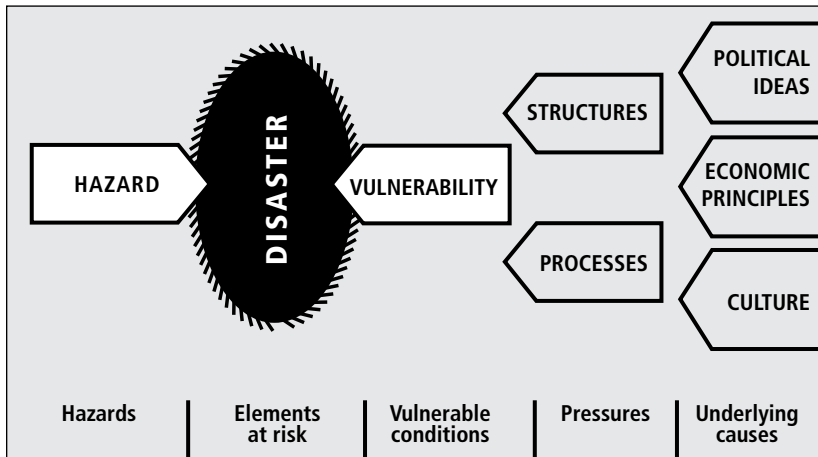 POLITICAL
IDEAS
STRUCTURES
ECONOMIC
PRINCIPLES
HAZARD
DISASTER
VULNERABILITY
PROCESSES
CULTURE
Hazards
Elements
at risk
Vulnerable
conditions
Pressures
Underlying
causes